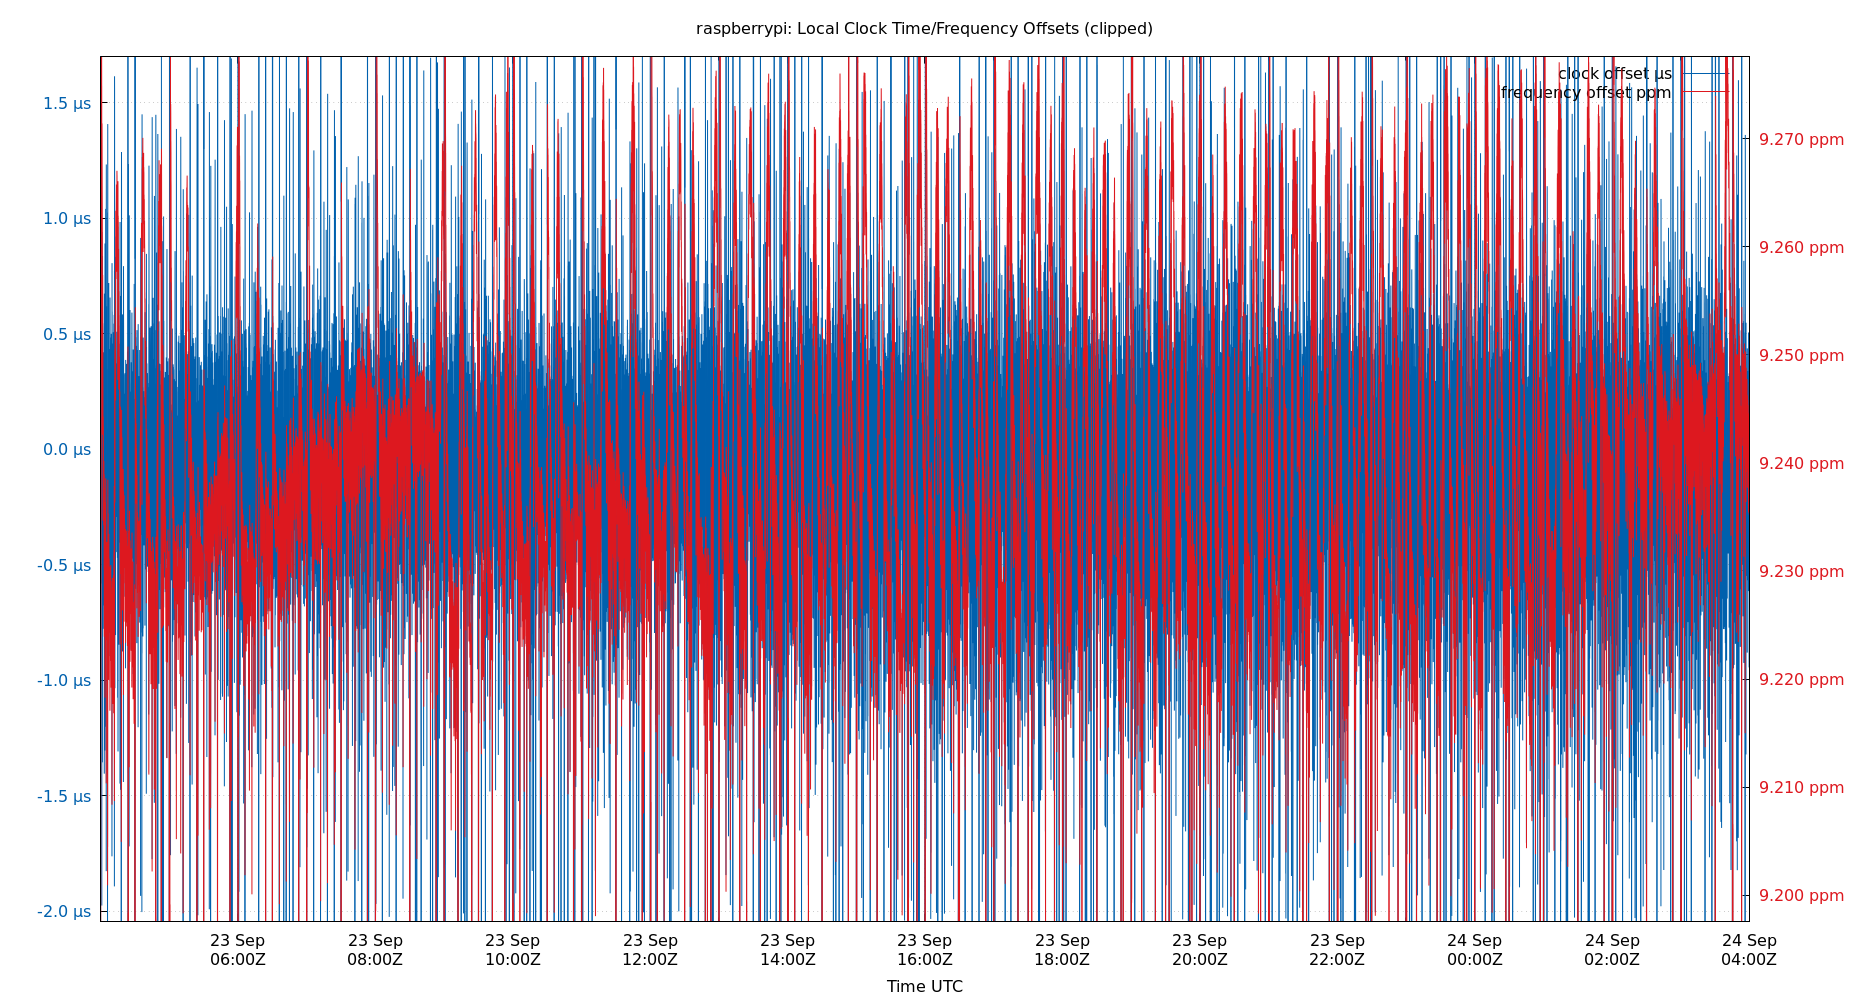 raspberrypi: Local Clock Time/Frequency Offsets (clipped)
clock offset µs
frequency offset ppm
1.5 µs
1.0 µs
0.5 µs
0.0 µs
-0.5 µs
-1.0 µs
-1.5 µs
-2.0 µs
9.270 ppm
9.260 ppm
9.250 ppm
9.240 ppm
9.230 ppm
9.220 ppm
9.210 ppm
9.200 ppm
23 Sep 23 Sep 23 Sep 23 Sep 23 Sep 23 Sep 23 Sep 23 Sep 23 Sep 24 Sep 24 Sep 24 Sep
06:00Z 08:00Z 10:00Z 12:00Z 14:00Z 16:00Z 18:00Z 20:00Z 22:00Z 00:00Z 02:00Z 04:00Z
Time UTC